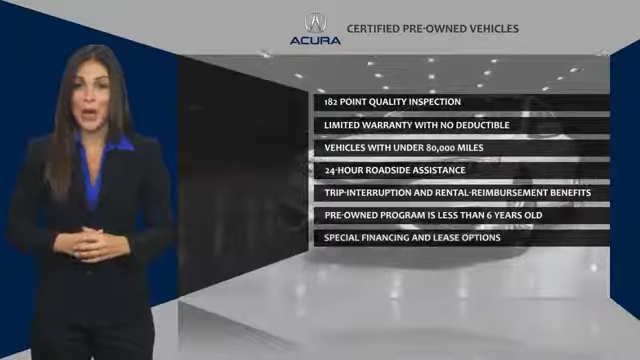 ACURA
CERTIFIED PRE-OWNED VEHICLES
182 POINT QUALITY INSPECTION
LIMITED WARRANTY WITH NO DEDUCTIBLE
VEHICLES WITH UNDER 80,000 MILES
24-HOUR ROADSIDE ASSISTANCE
TRIP-INTERRUPTION AND RENTAL-REIMBURSEMENT BENEFITS
PRE-OWNED PROGRAM IS LESS THAN 6 YEARS OLD
SPECIAL FINANCING AND LEASE OPTIONS